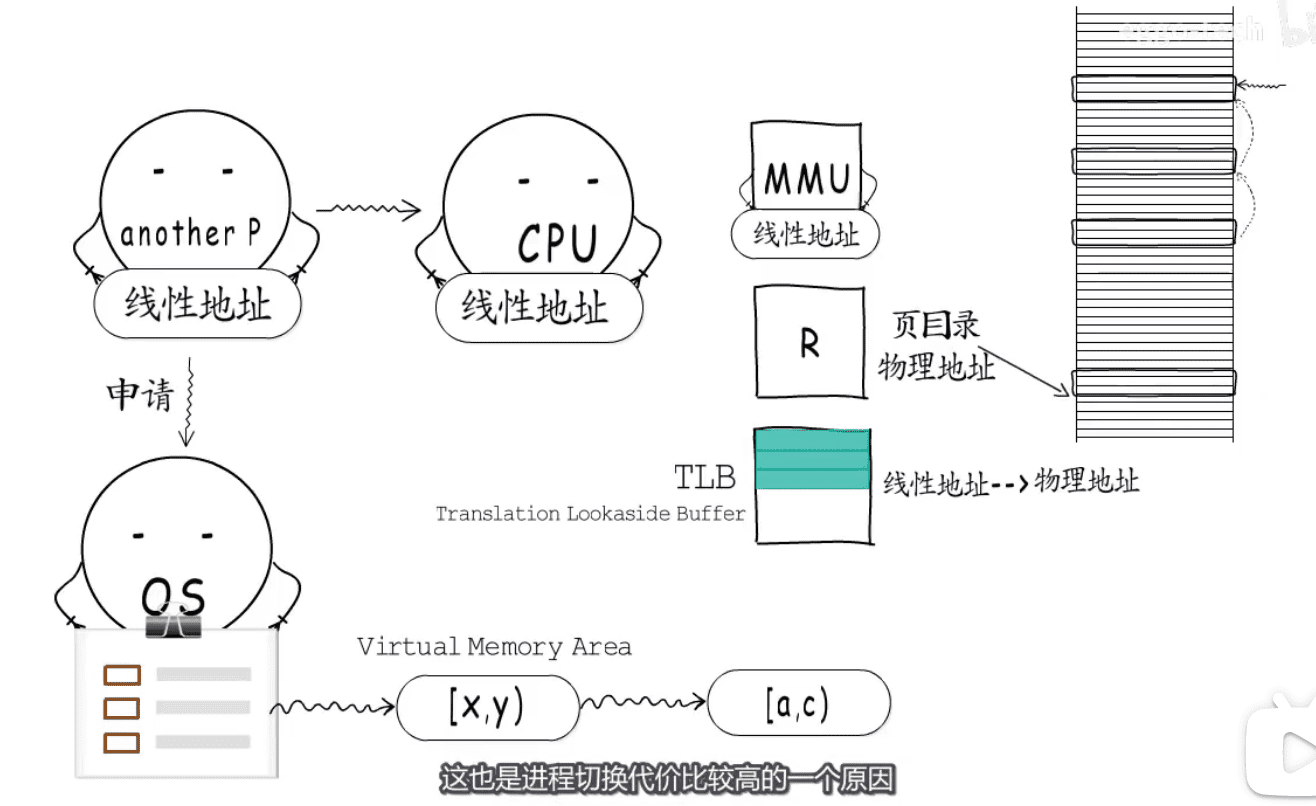 eggo-tech
another P
线性地址
CPU
线性地址
MMU
线性地址
R
页目录
物理地址
申请
TLB
Translation Lookaside Buffer
线性地址-->物理地址
OS
Virtual Memory Area
[x,y)
[a,c)
这也是进程切换代价比较高的一个原因